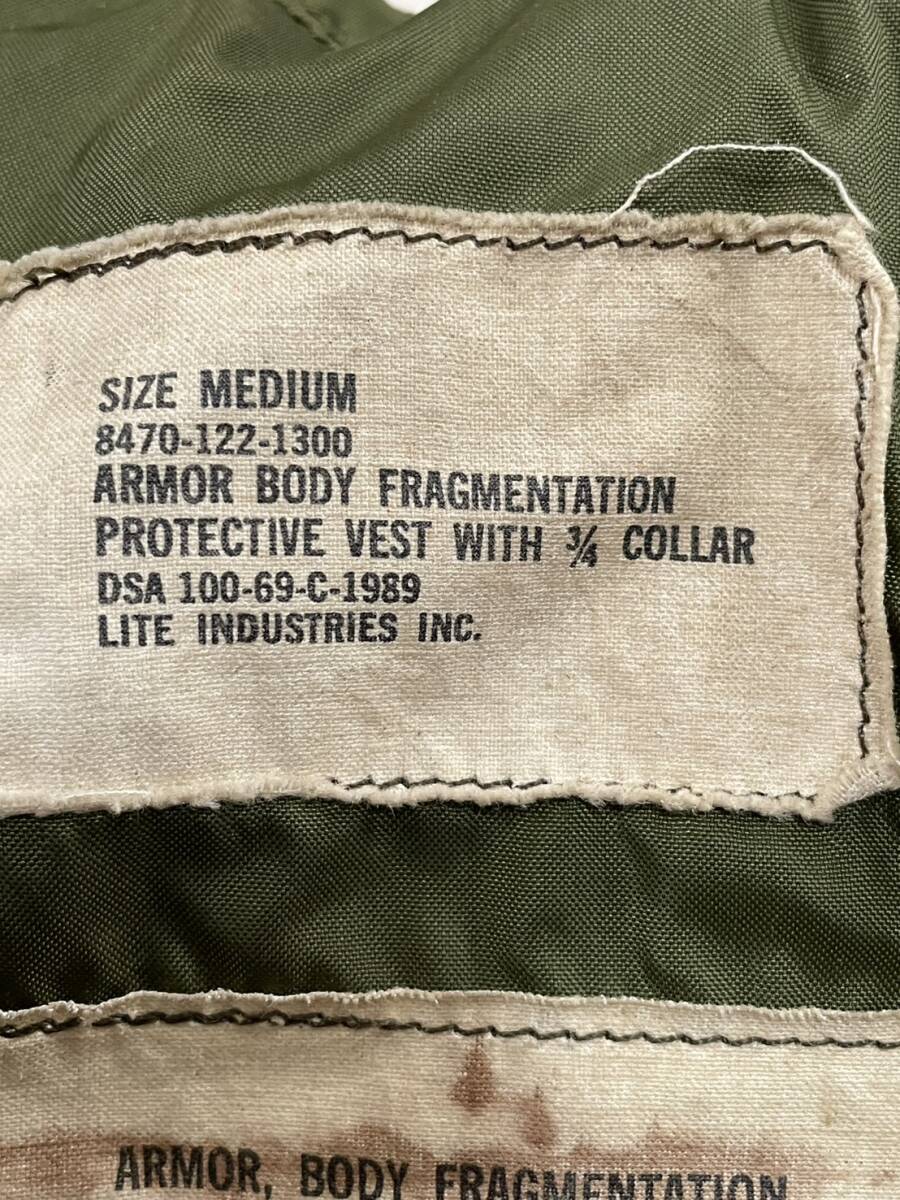 SIZE MEDIUM
8470-122-1300
ARMOR BODY FRAGMENTATION
PROTECTIVE VEST WITH ¾ COLLAR
DSA 100-69-C-1989
LITE INDUSTRIES INC.
ARMOR, BODY FRAGMENTATION